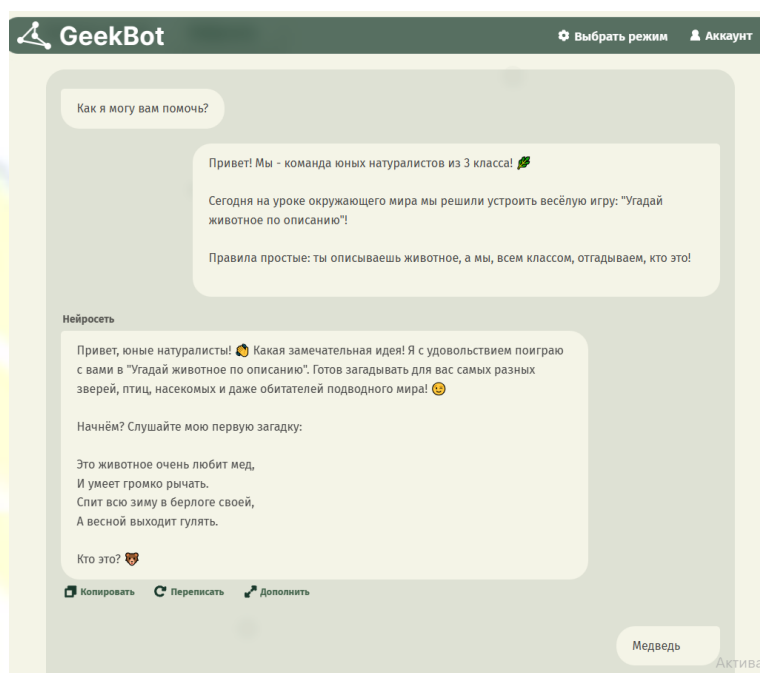 GeekBot
Выбрать режим
Аккаунт
Как я могу вам помочь?
Привет! Мы - команда юных натуралистов из 3 класса!
Сегодня на уроке окружающего мира мы решили устроить весёлую игру: "Угадай
животное по описанию"!
Правила простые: ты описываешь животное, а мы, всем классом, отгадываем, кто это!
Нейросеть
Привет, юные натуралисты! Какая замечательная идея! Я с удовольствием поиграю
с вами в "Угадай животное по описанию". Готов загадывать для вас самых разных
зверей, птиц, насекомых и даже обитателей подводного мира!
Начнём? Слушайте мою первую загадку:
Это животное очень любит мед,
И умеет громко рычать.
Спит всю зиму в берлоге своей,
А весной выходит гулять.
Кто это?
Копировать
Переписать
Дополнить
Медведь
Актива